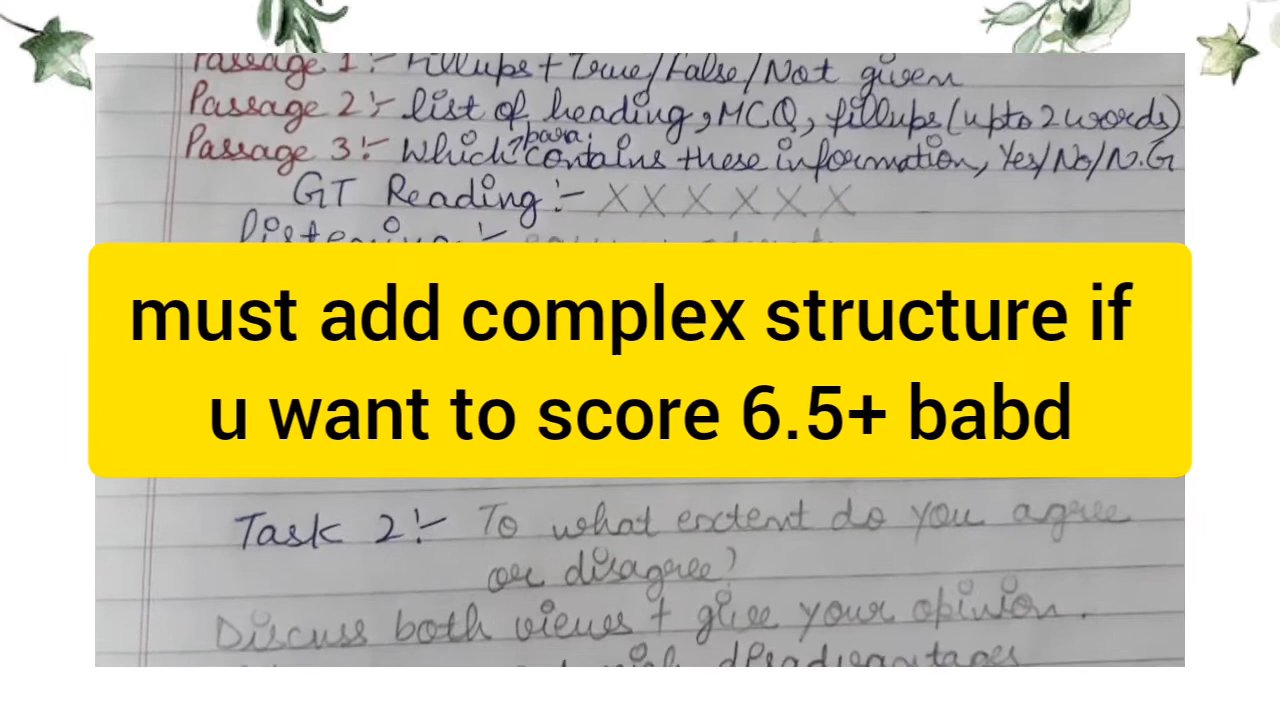 Passage 1:- Fillups + True/False/Not given
Passage 2:- list of heading, MCQ, fillups (upto 2 words)
para.
Passage 3:- Which contains these information, Yes/No/N.G
GT Reading:- X X X X X X
Listening:-
must add complex structure if
u want to score 6.5+ babd
Task 2:- To what extent do you agree
or disagree?
Discuss both views + give your opinion.
disadvantages